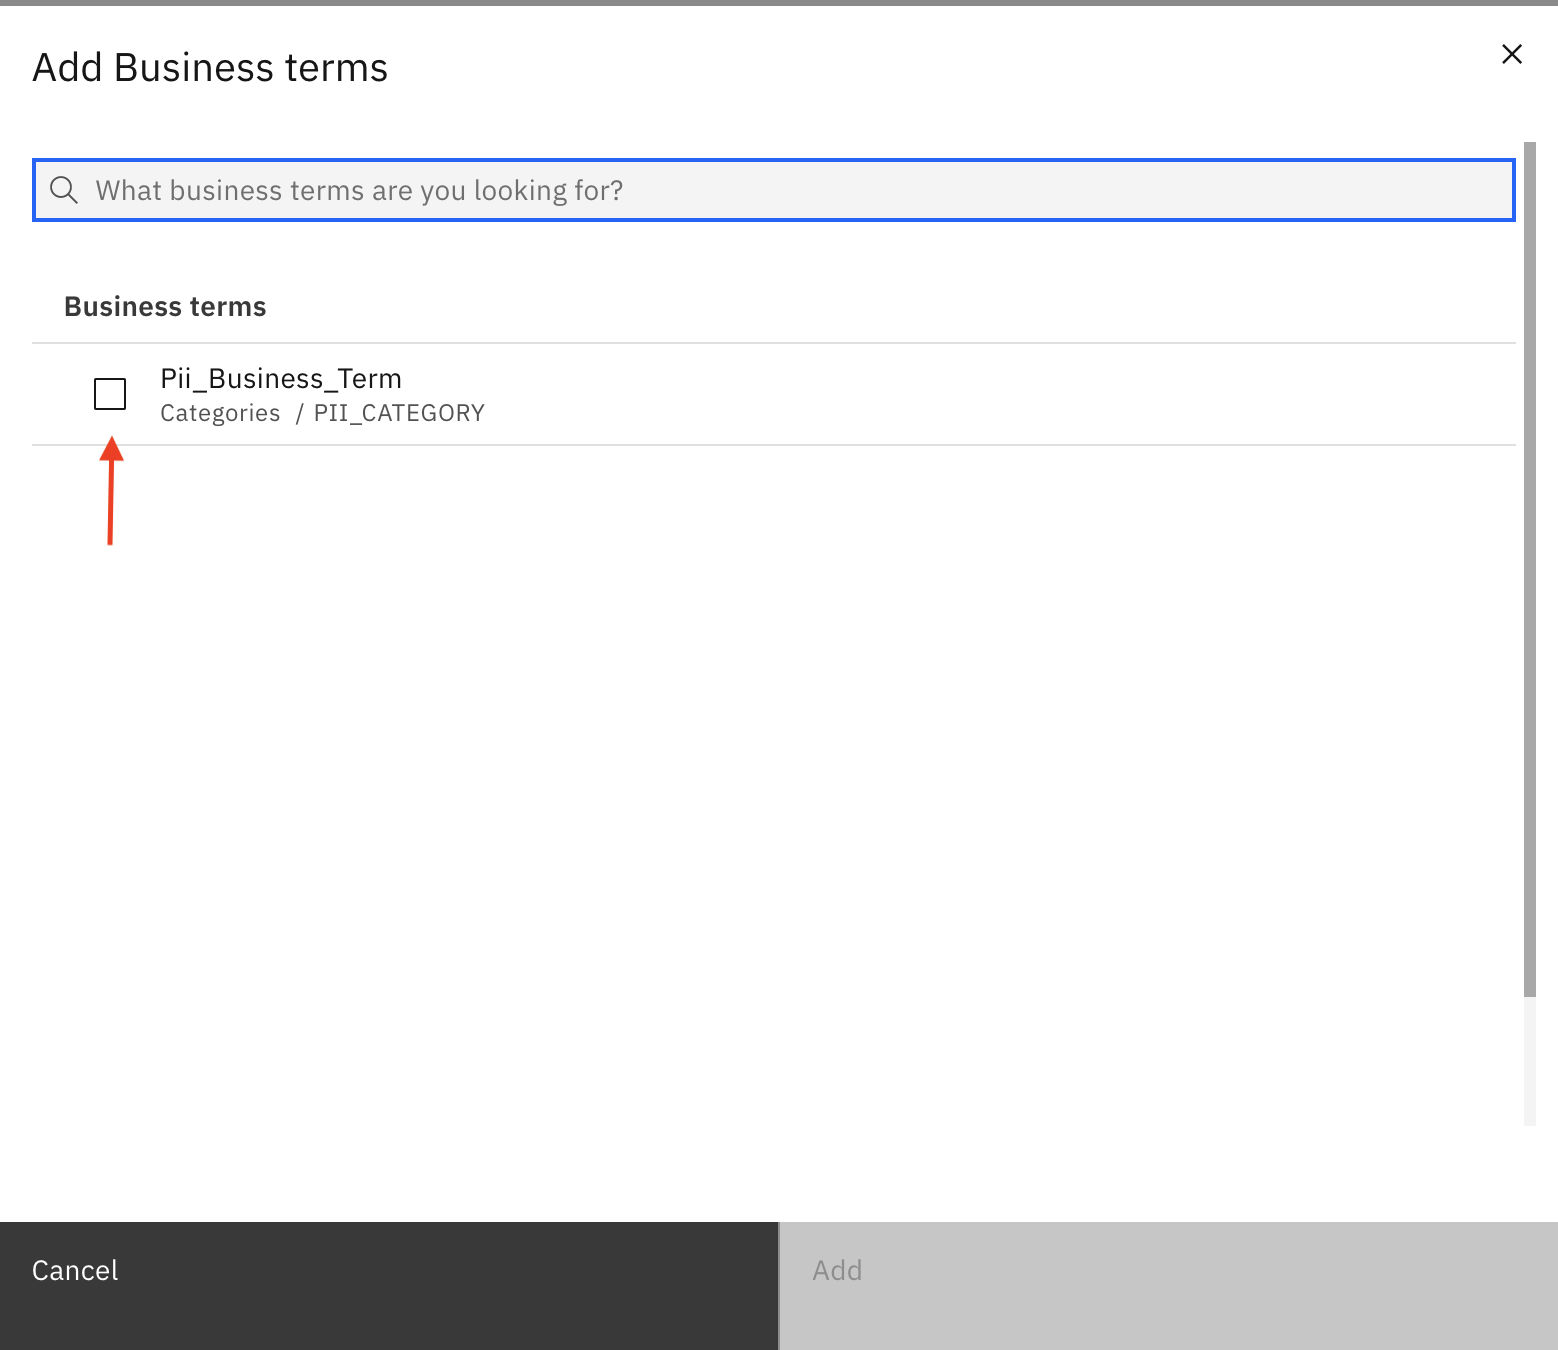 Add Business terms
What business terms are you looking for?
Business terms
Pii_Business_Term
Categories / PII_CATEGORY
Cancel
Add